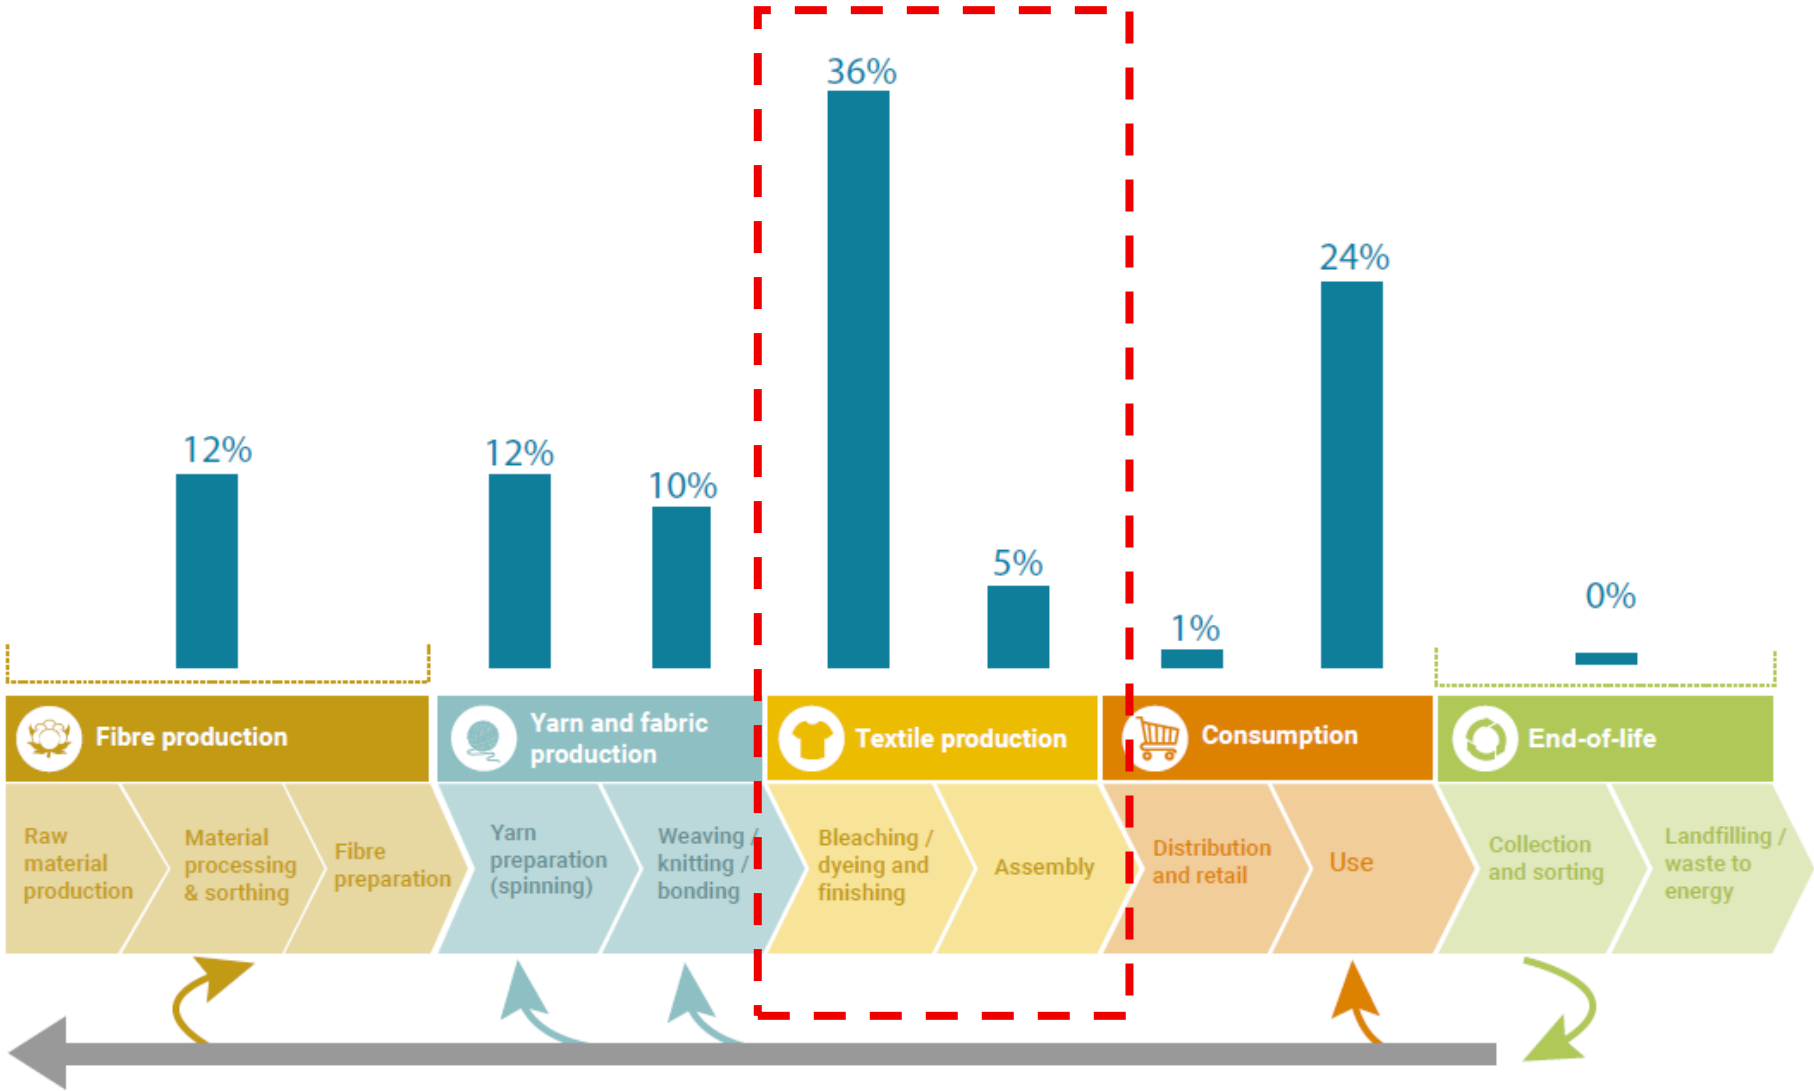 36%
24%
12%
12%
10%
5%
1%
0%
Fibre production
Yarn and fabric
production
Textile production
Consumption
End-of-life
Raw
material
production
Material
processing
& sorthing
Fibre
preparation
Yarn
preparation
(spinning)
Weaving /
knitting /
bonding
Bleaching /
dyeing and
finishing
Assembly
Distribution
and retail
Use
Collection
and sorting
Landfilling /
waste to
energy